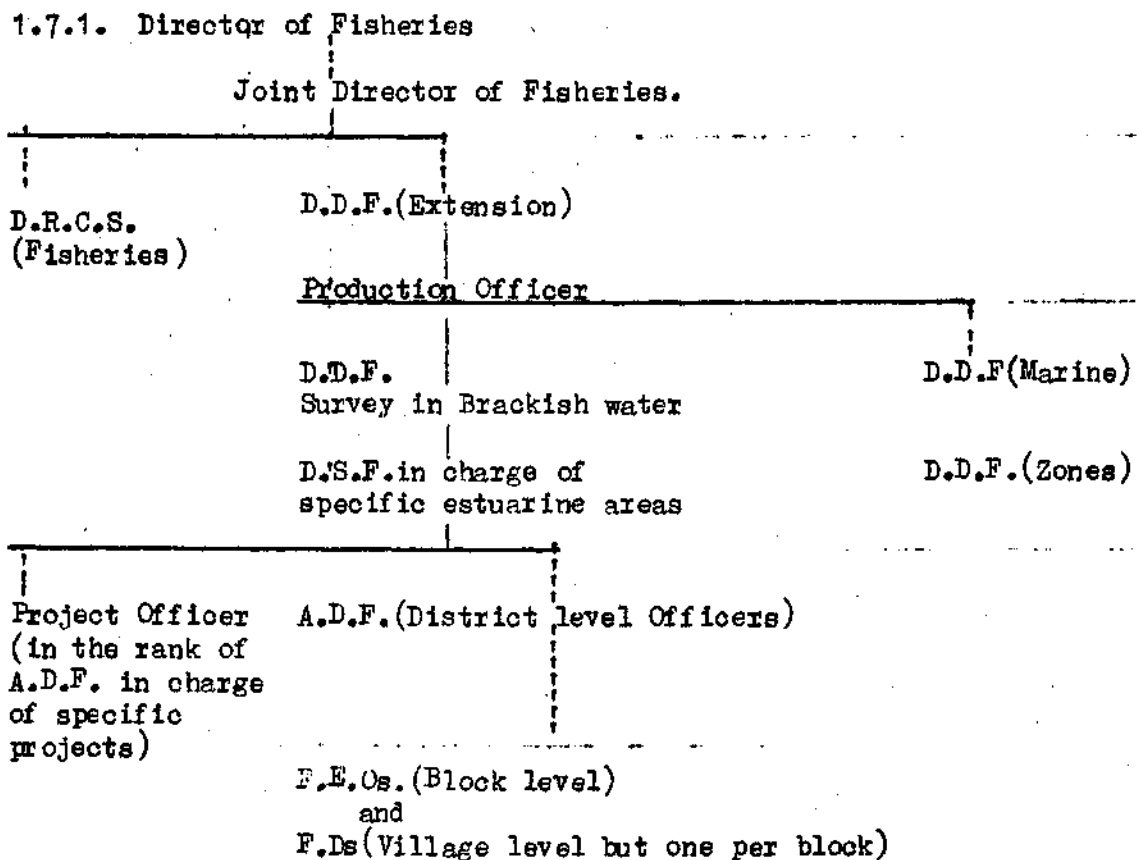 1.7.1. Director of Fisheries
Joint Director of Fisheries.
D.R.C.S.
(Fisheries)
D.D.F.(Extension)
Production Officer
D.D.F.
Survey in Brackish water
D.D.F(Marine)
D.S.F.in charge of
specific estuarine areas
D.D.F.(Zones)
Project Officer
(in the rank of
A.D.F. in charge
of specific
projects)
A.D.F.(District level Officers)
F.E.Os.(Block level)
and
F.Ds(Village level but one per block)